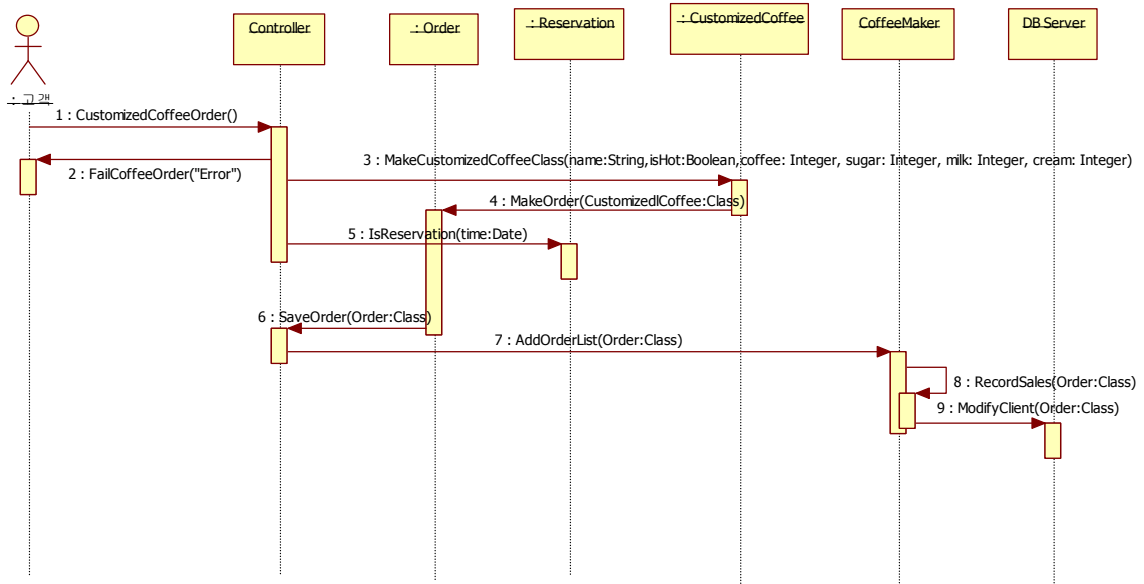 Controller
: Order
: Reservation
: CustomizedCoffee
CoffeeMaker
DB Server
: 고객
1 : CustomizedCoffeeOrder()
2 : FailCoffeeOrder("Error")
3 : MakeCustomizedCoffeeClass(name:String,isHot:Boolean,coffee: Integer, sugar: Integer, milk: Integer, cream: Integer)
4 : MakeOrder(CustomizedlCoffee:Class)
5 : IsReservation(time:Date)
6 : SaveOrder(Order:Class)
7 : AddOrderList(Order:Class)
8 : RecordSales(Order:Class)
9 : ModifyClient(Order:Class)